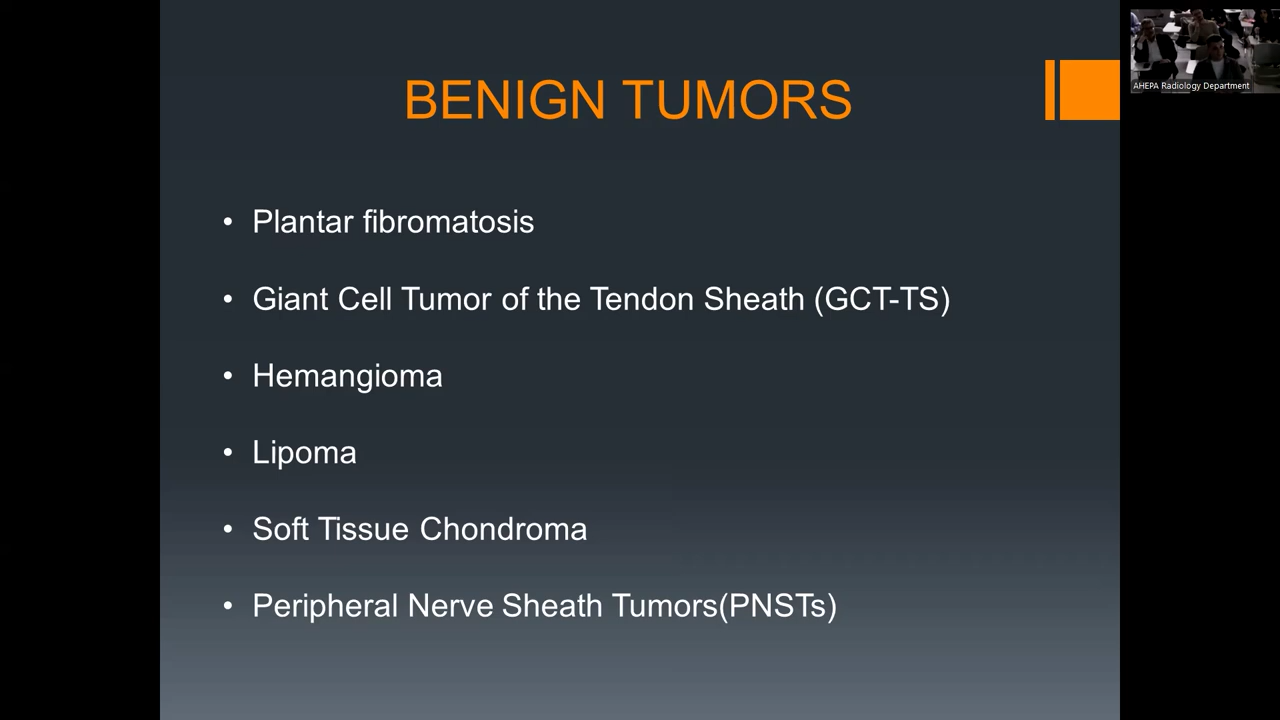 BENIGN TUMORS
AHEPA Radiology Department
• Plantar fibromatosis
• Giant Cell Tumor of the Tendon Sheath (GCT-TS)
• Hemangioma
• Lipoma
• Soft Tissue Chondroma
• Peripheral Nerve Sheath Tumors(PNSTs)